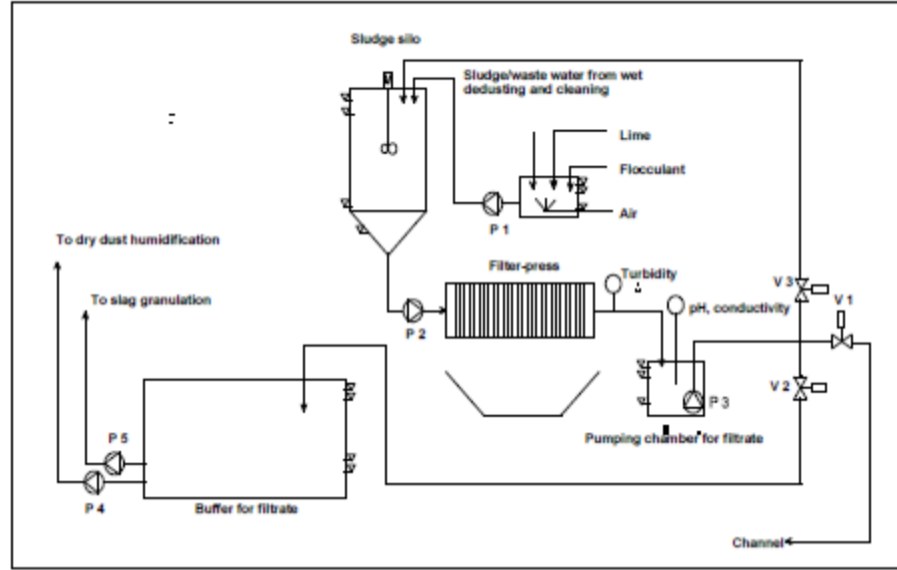 Sludge silo
M
Sludge/waste water from wet
dedusting and cleaning
Lime
Flocculant
Air
P 1
To dry dust humidification
To slag granulation
Filter-press
Turbidity
pH, conductivity
V 3
V 1
P 2
V 2
P 3
Pumping chamber for filtrate
P 5
P 4
Buffer for filtrate
Channel